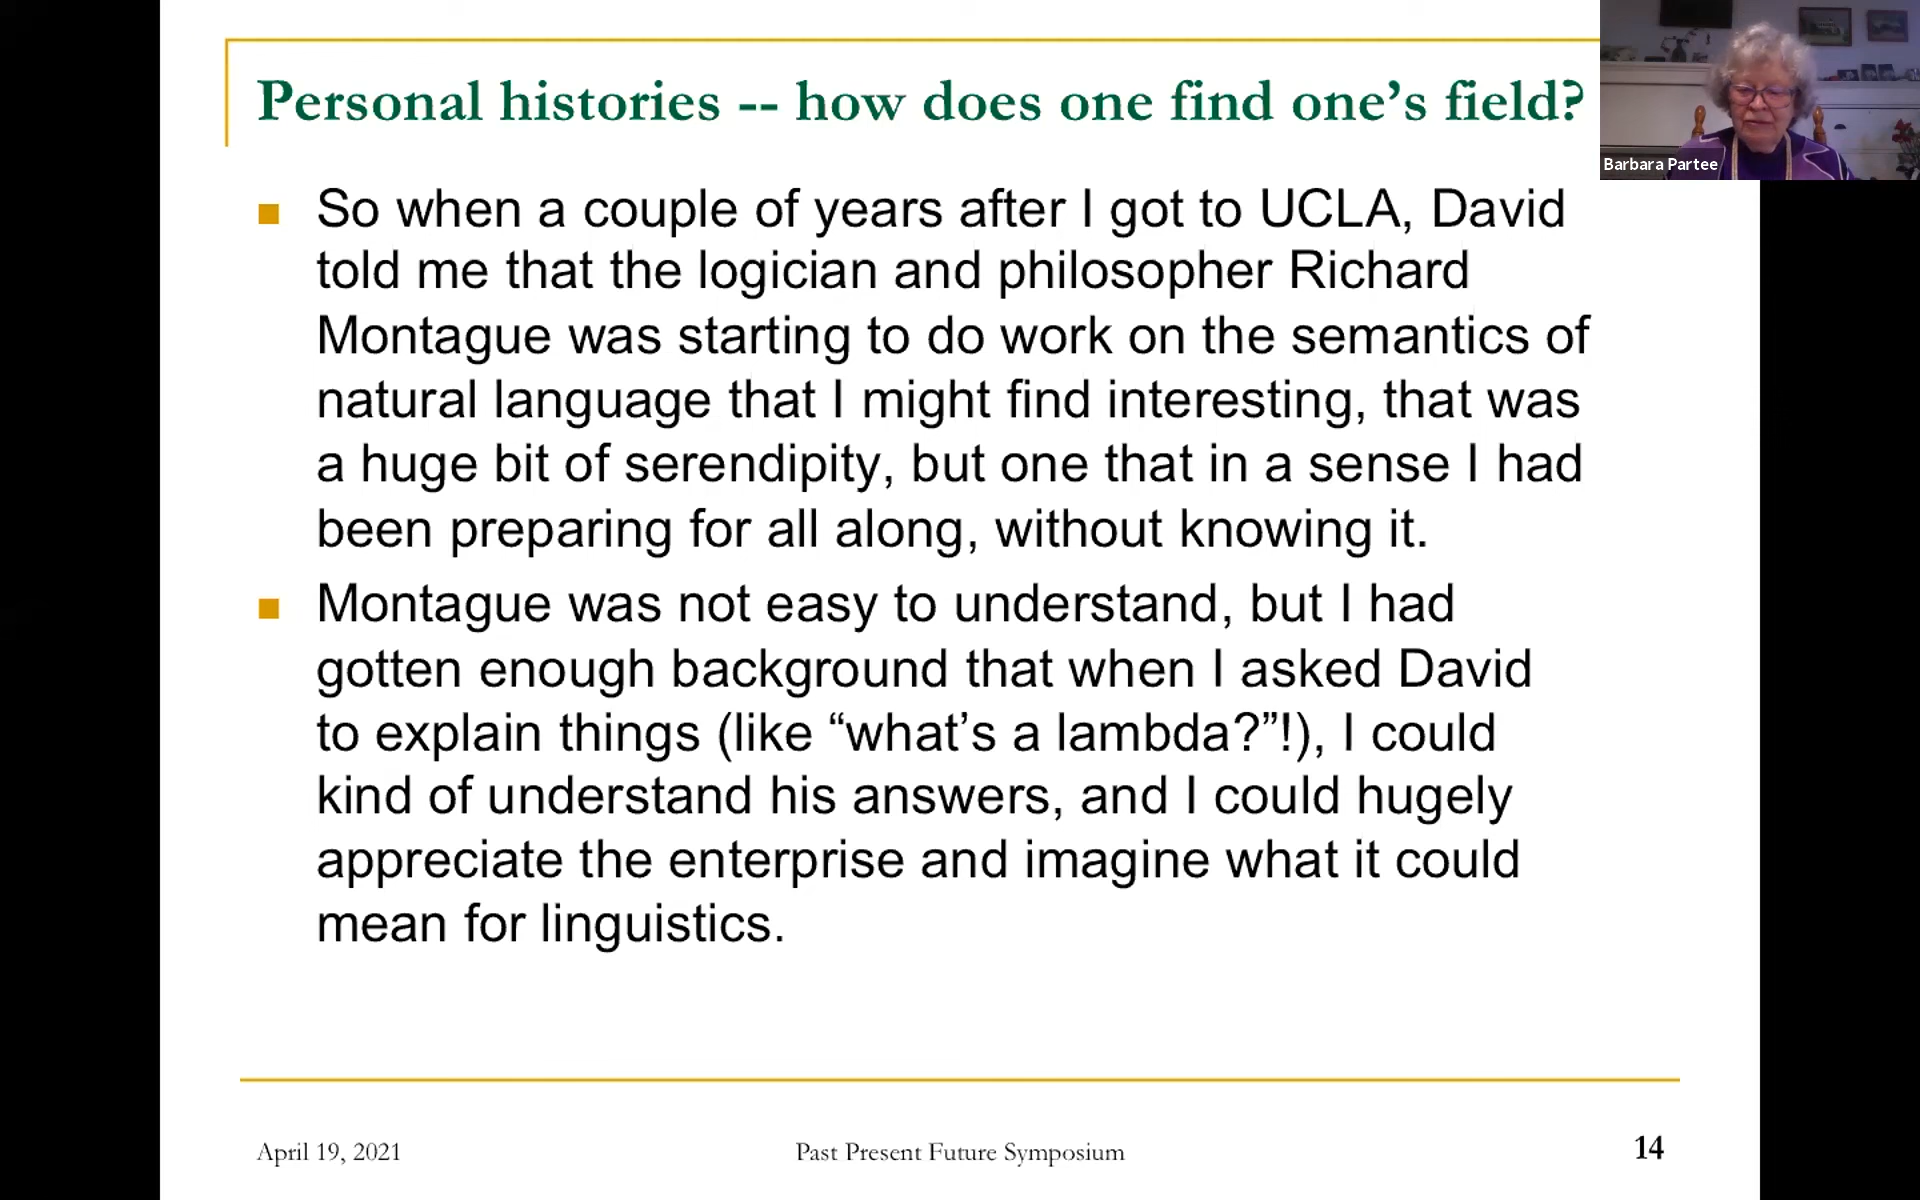 Personal histories -- how does one find one’s field?
Barbara Partee
So when a couple of years after I got to UCLA, David
told me that the logician and philosopher Richard
Montague was starting to do work on the semantics of
natural language that I might find interesting, that was
a huge bit of serendipity, but one that in a sense I had
been preparing for all along, without knowing it.
Montague was not easy to understand, but I had
gotten enough background that when I asked David
to explain things (like “what’s a lambda?”!), I could
kind of understand his answers, and I could hugely
appreciate the enterprise and imagine what it could
mean for linguistics.
April 19, 2021
Past Present Future Symposium
14